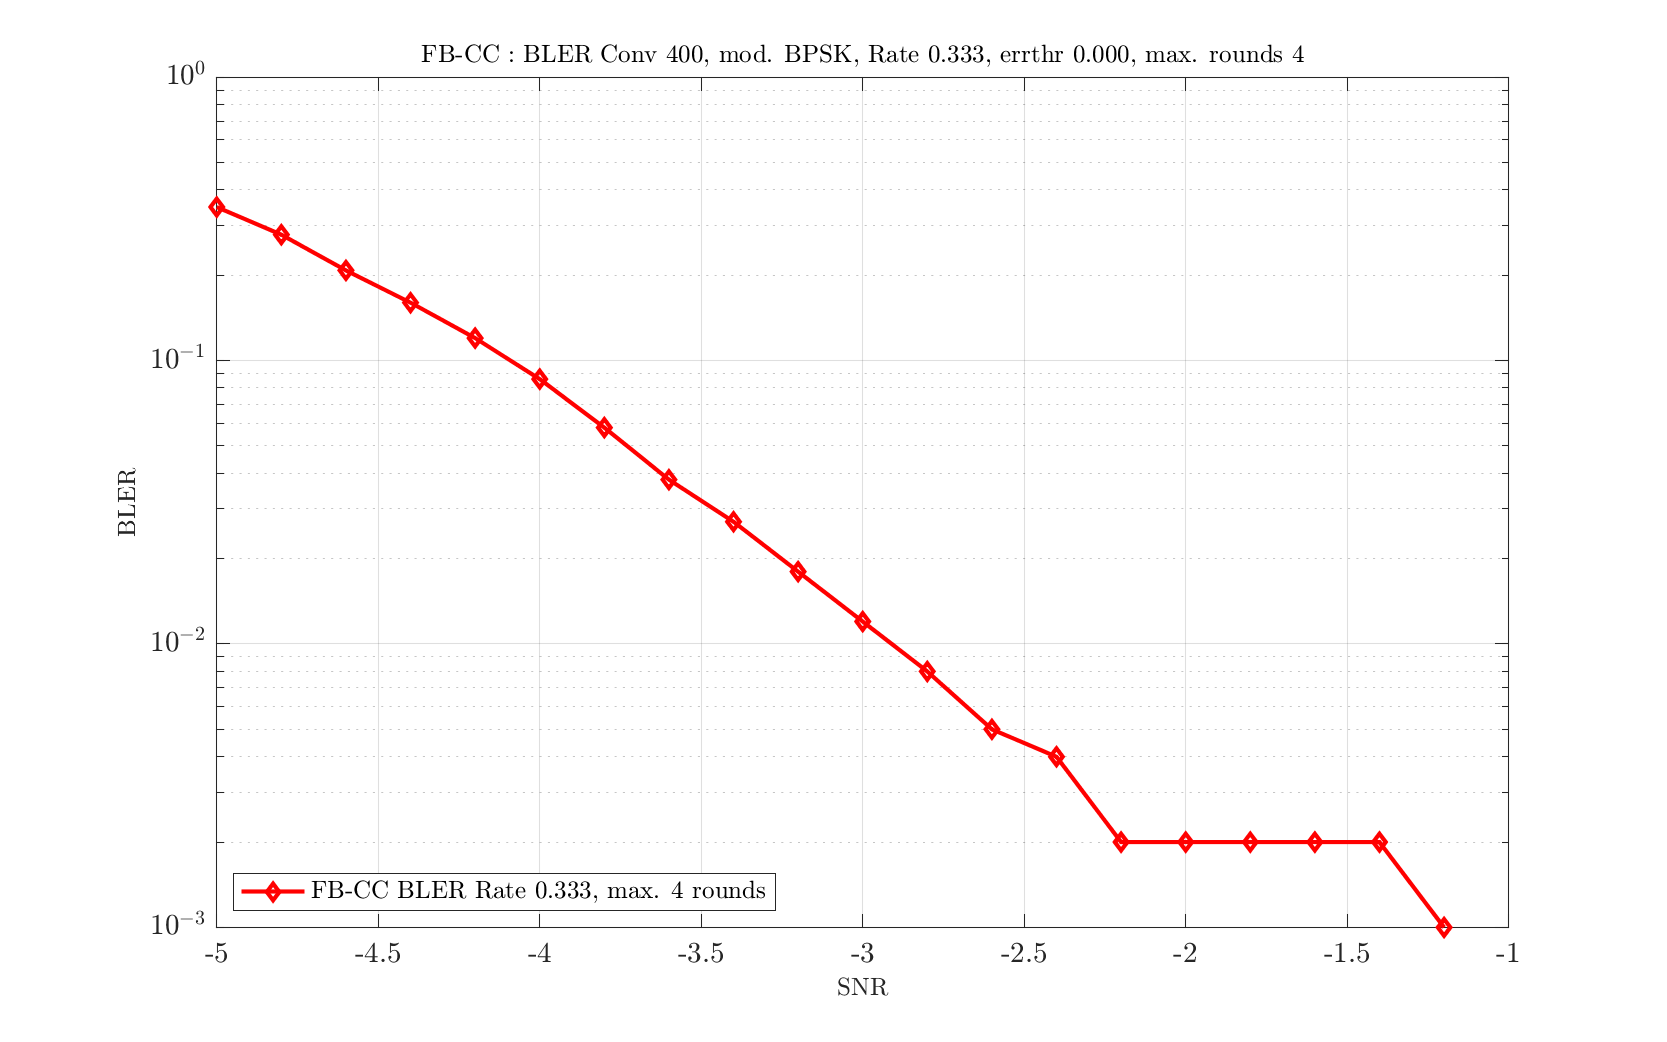 FB-CC : BLER Conv 400, mod. BPSK, Rate 0.333, errthr 0.000, max. rounds 4
10⁰
10⁻¹
10⁻²
10⁻³
BLER
FB-CC BLER Rate 0.333, max. 4 rounds
-5 -4.5 -4 -3.5 -3 -2.5 -2 -1.5 -1
SNR